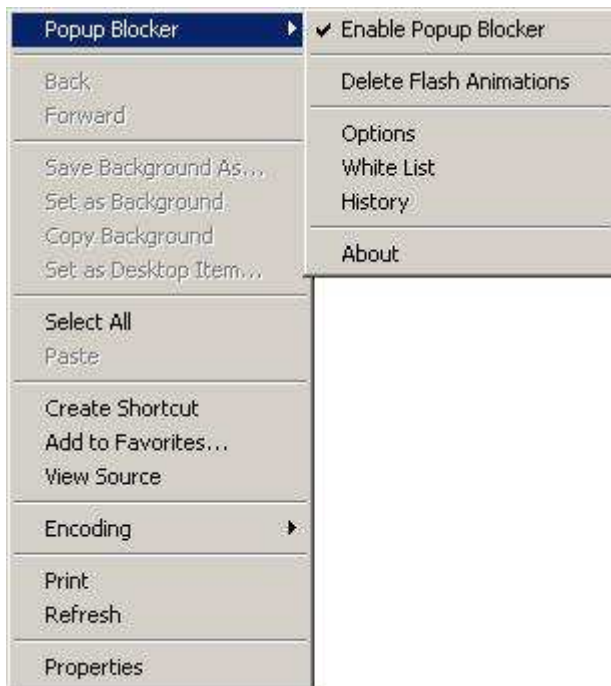 Popup Blocker
Back
Forward
Save Background As...
Set as Background
Copy Background
Set as Desktop Item...
Select All
Paste
Create Shortcut
Add to Favorites...
View Source
Encoding
Print
Refresh
Properties
Enable Popup Blocker
Delete Flash Animations
Options
White List
History
About